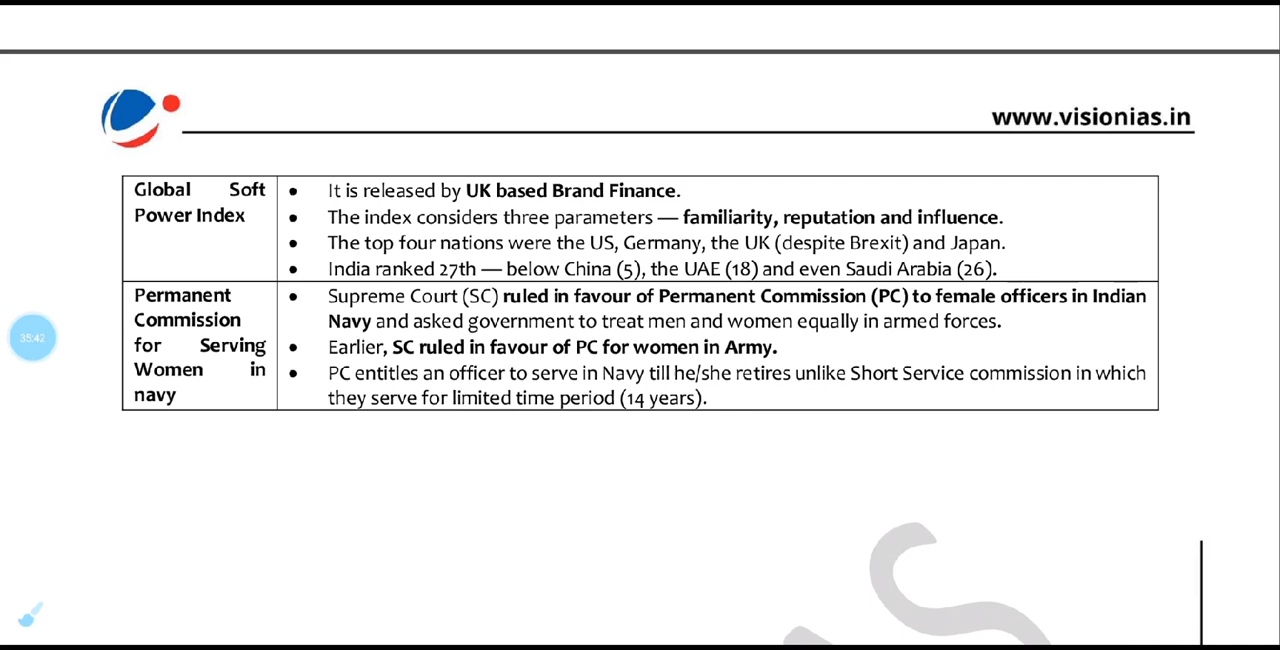 www.visionias.in
Global Soft
Power Index
• It is released by UK based Brand Finance.
• The index considers three parameters — familiarity, reputation and influence.
• The top four nations were the US, Germany, the UK (despite Brexit) and Japan.
• India ranked 27th — below China (5), the UAE (18) and even Saudi Arabia (26).
Permanent
Commission
for Serving
Women in
navy
• Supreme Court (SC) ruled in favour of Permanent Commission (PC) to female officers in Indian
Navy and asked government to treat men and women equally in armed forces.
• Earlier, SC ruled in favour of PC for women in Army.
• PC entitles an officer to serve in Navy till he/she retires unlike Short Service commission in which
they serve for limited time period (14 years).
35:42
S